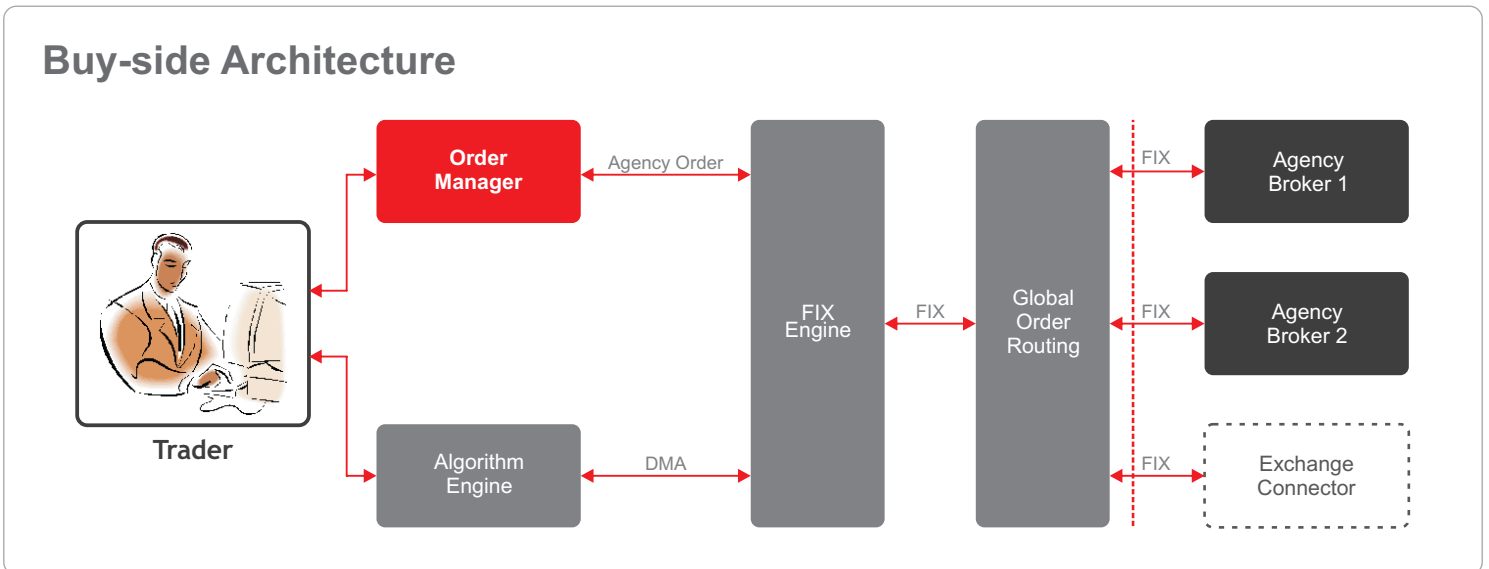 Buy-side Architecture
Order
Manager
Agency Order
FIX
Agency
Broker 1
Trader
FIX
Engine
FIX
Global
Order
Routing
FIX
Agency
Broker 2
Algorithm
Engine
DMA
FIX
Exchange
Connector